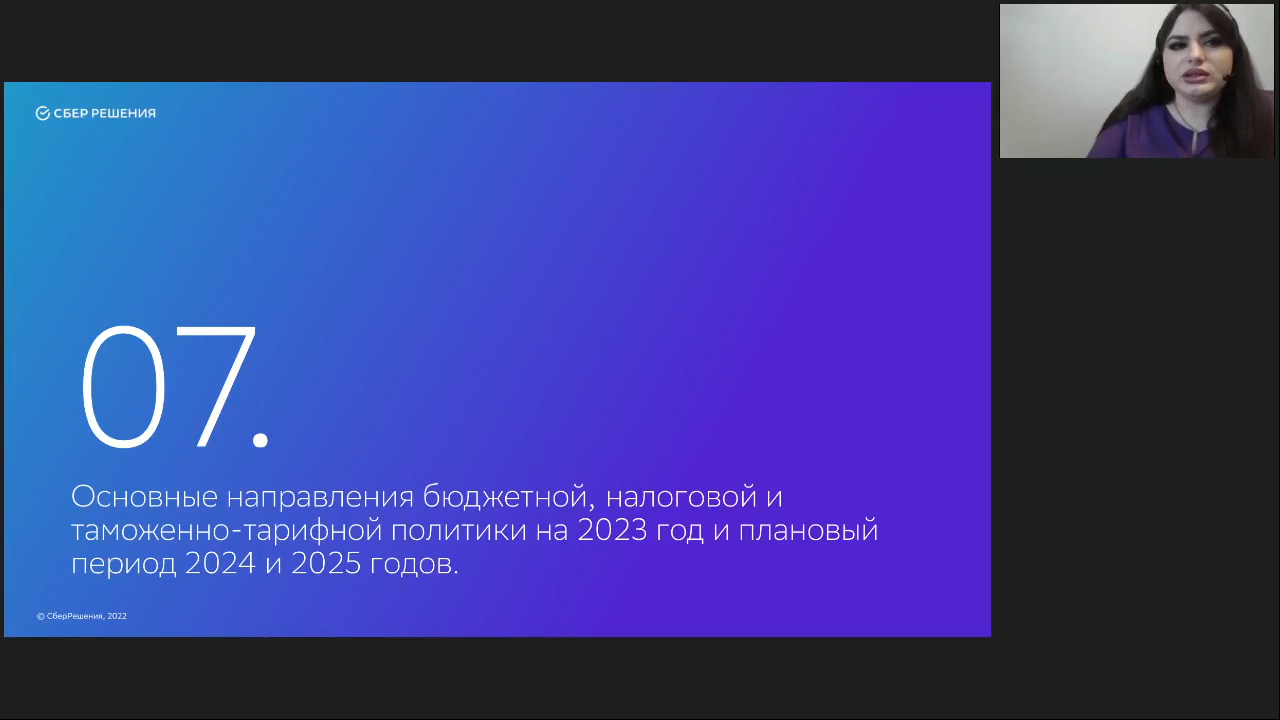 СБЕР РЕШЕНИЯ
07.
Основные направления бюджетной, налоговой и
таможенно-тарифной политики на 2023 год и плановый
период 2024 и 2025 годов.
© СберРешения, 2022